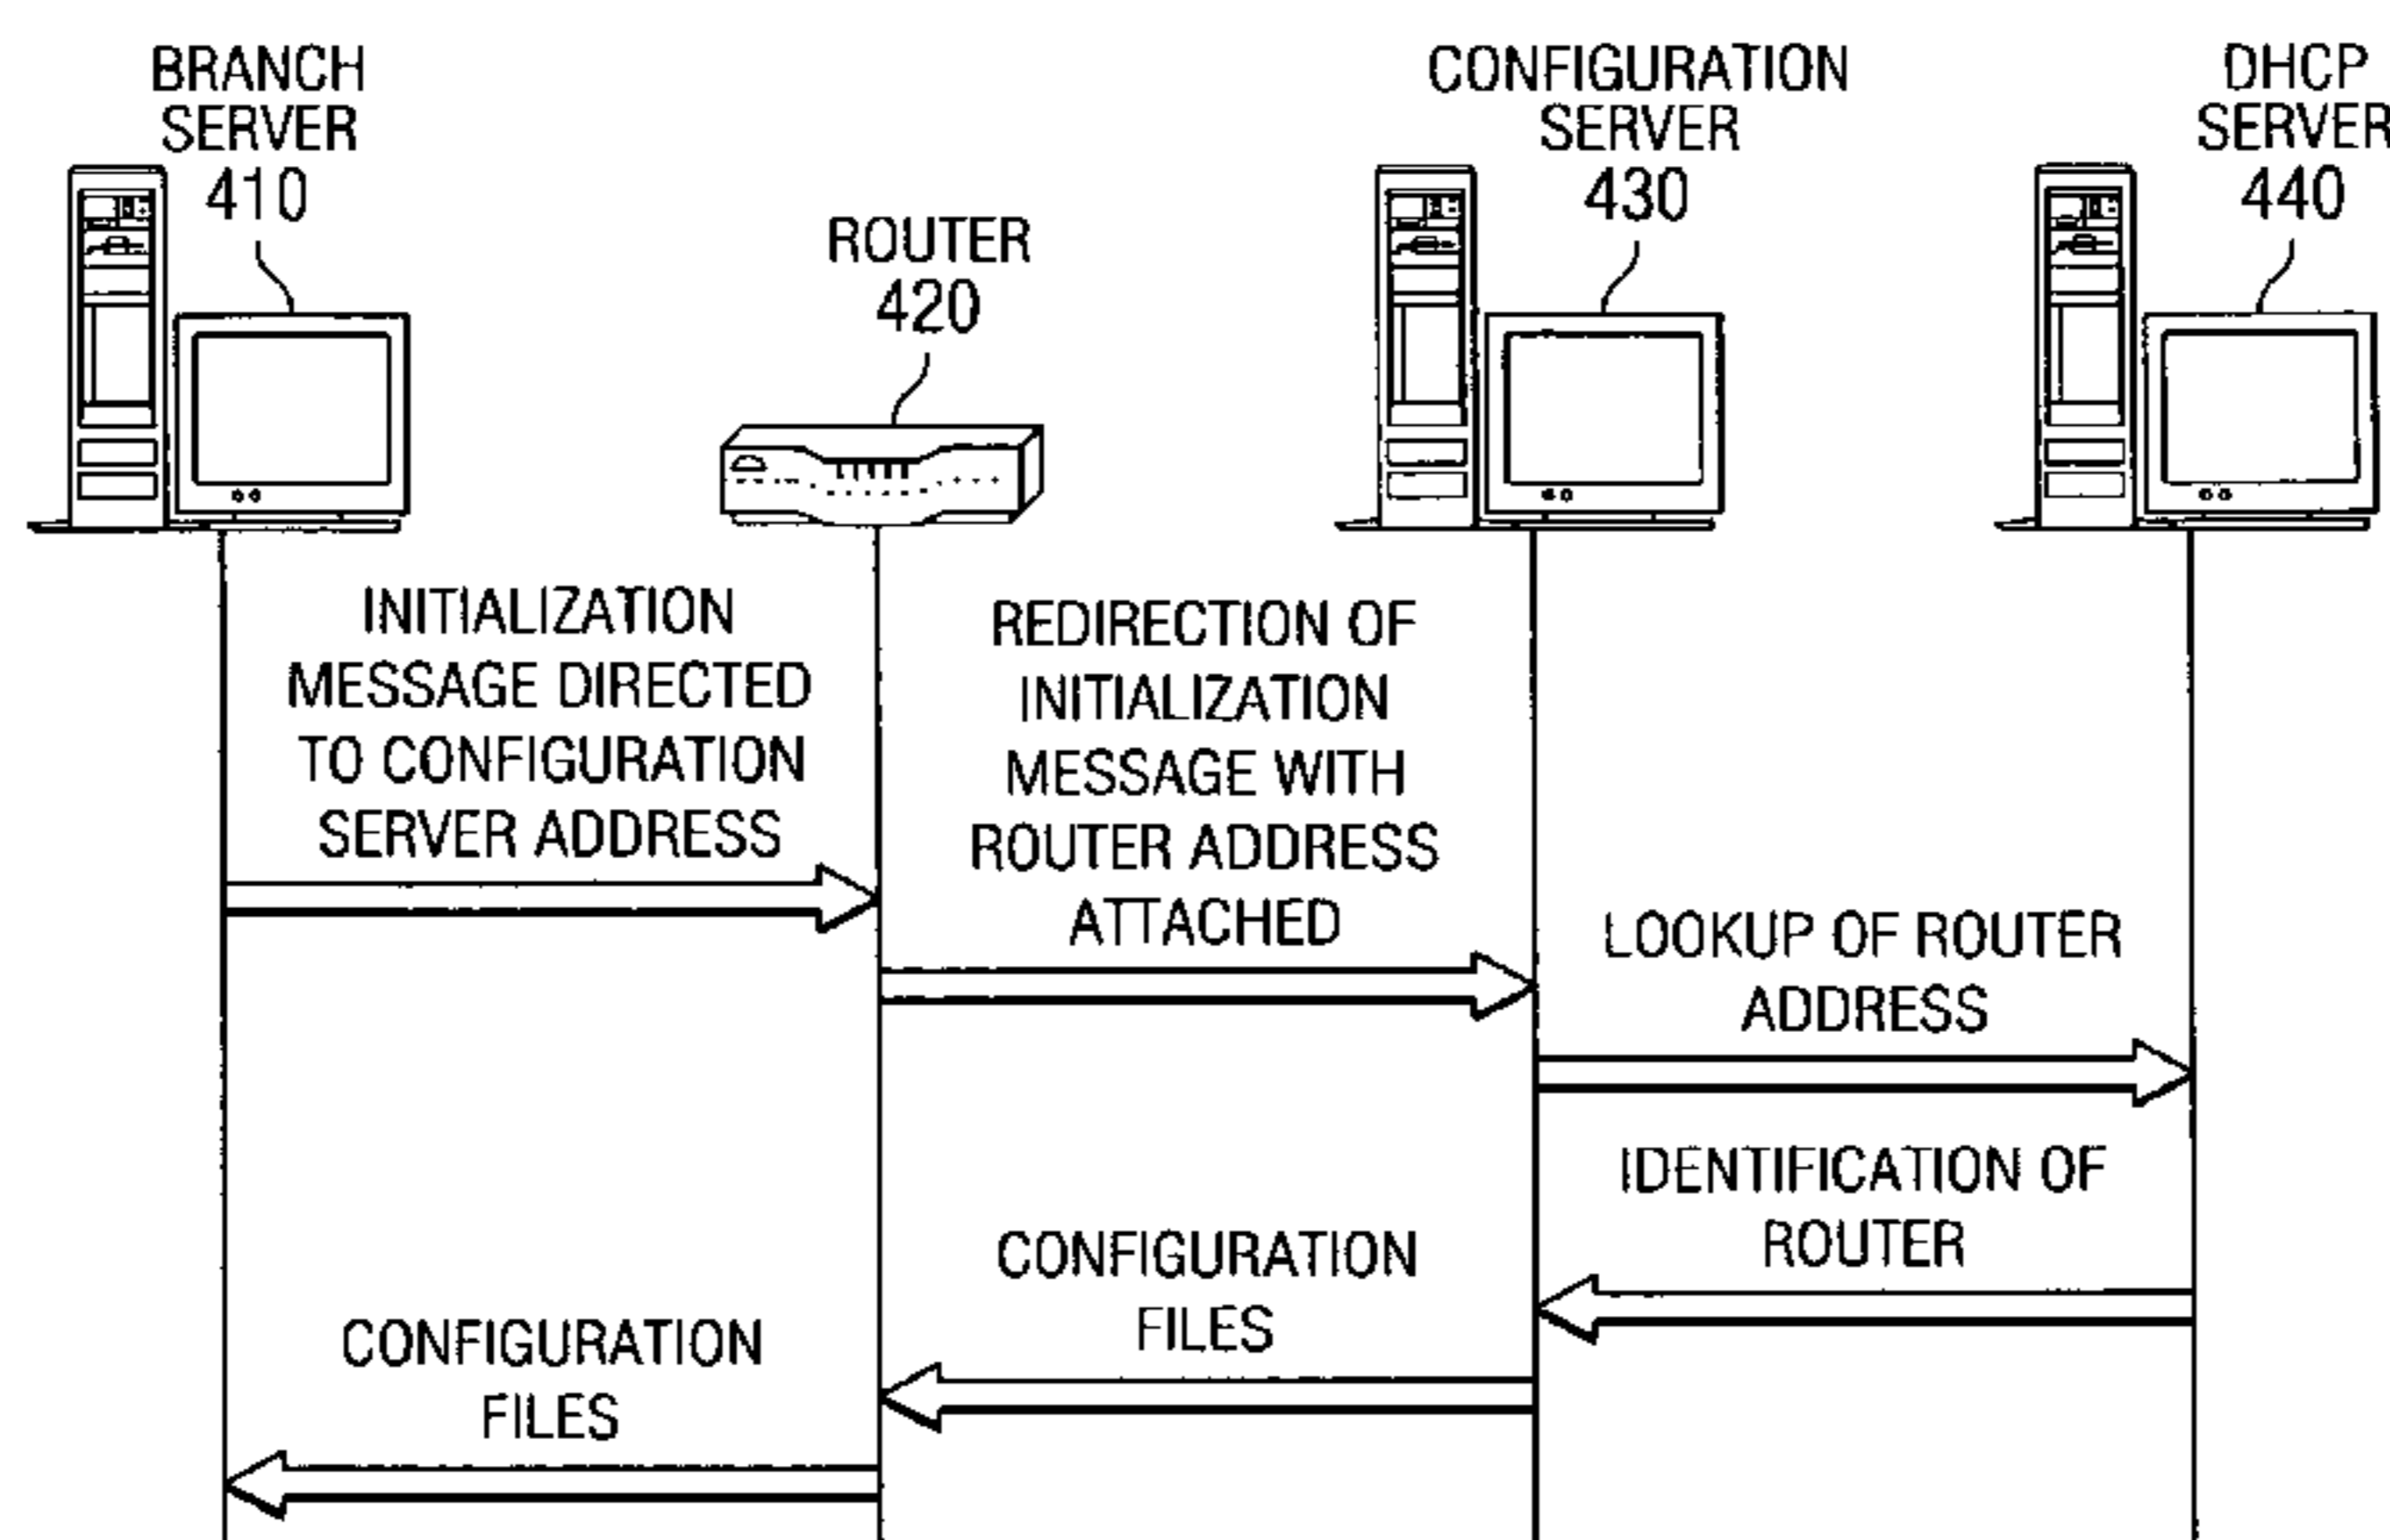 BRANCH
SERVER
410
ROUTER
420
CONFIGURATION
SERVER
430
DHCP
SERVER
440
INITIALIZATION
MESSAGE DIRECTED
TO CONFIGURATION
SERVER ADDRESS
REDIRECTION OF
INITIALIZATION
MESSAGE WITH
ROUTER ADDRESS
ATTACHED
LOOKUP OF ROUTER
ADDRESS
IDENTIFICATION OF
ROUTER
CONFIGURATION
FILES
CONFIGURATION
FILES